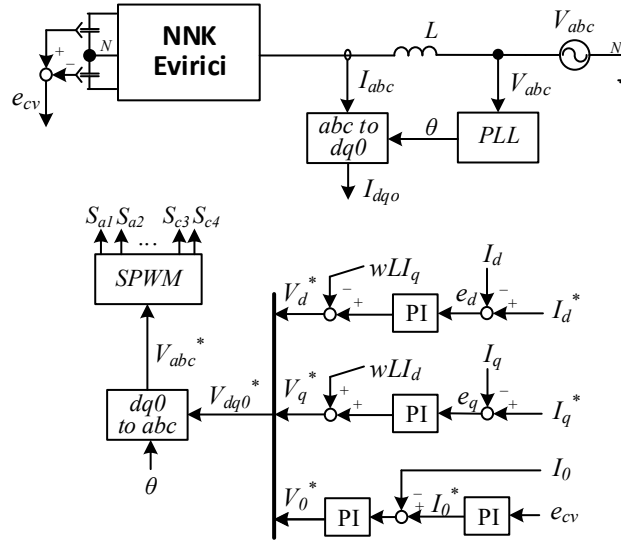 NNK
Evirici
N
+
−
e_cv
I_abc
L
V_abc
V_abc
N
abc to
dq0
θ
PLL
I_dqo
S_a1 S_a2 ... S_c3 S_c4
SPWM
V_abc*
dq0
to abc
V_dq0*
θ
V_d*
wLI_q
−
+
PI
e_d
I_d
−
+
I_d*
V_q*
wLI_d
+
+
PI
e_q
I_q
−
+
I_q*
V_0*
PI
−
+
I_0*
PI
I_0
e_cv